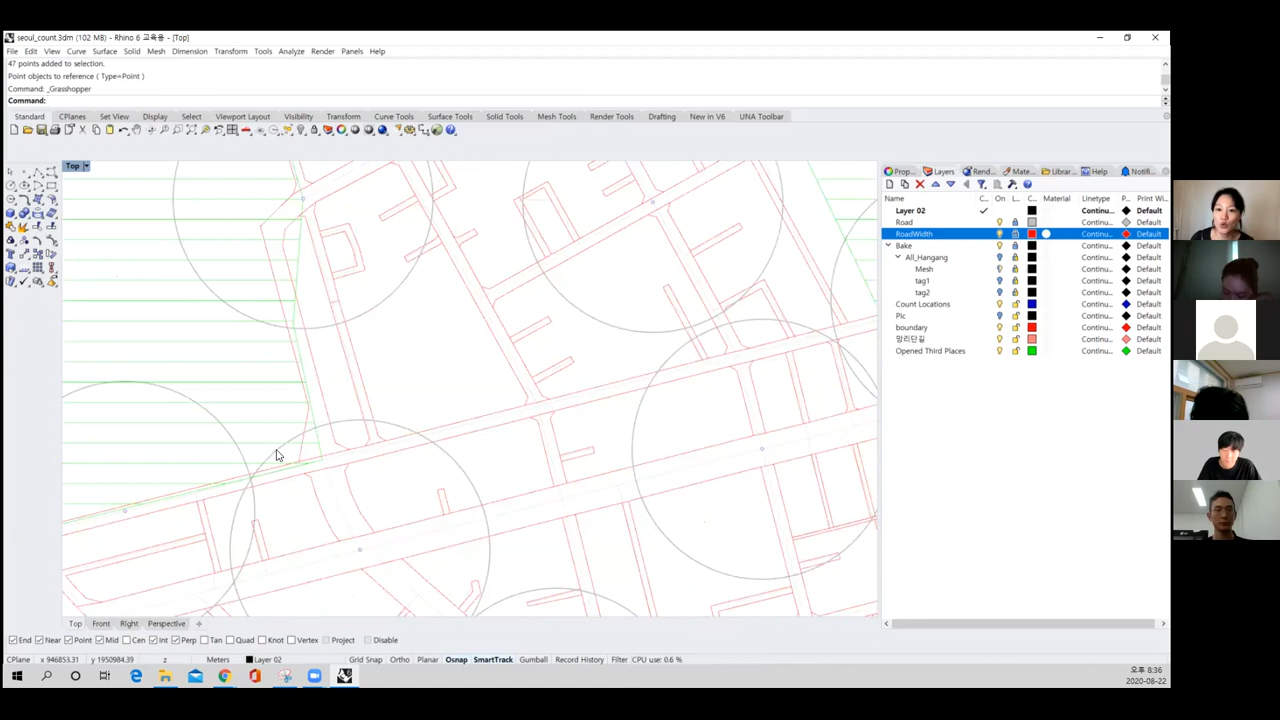 seoul_count.3dm (102 MB) - Rhino 6 교육용 - [Top]
File Edit View Curve Surface Solid Mesh Dimension Transform Tools Analyze Render Panels Help
47 points added to selection.
Point objects to reference ( Type=Point )
Command: _Grasshopper
Command:
Standard CPlanes Set View Display Select Viewport Layout Visibility Transform Curve Tools Surface Tools Solid Tools Mesh Tools Render Tools Drafting New in V6 UNA Toolbar
Top
Prop... Layers Rend... Mate... Librar... Help Notifi...
Name C... On L... Material Linetype P... Print Wi...
Layer 02 Continu... Default
Road Continu... Default
RoadWidth Continu... Default
Bake Continu... Default
All_Hangang Continu... Default
Mesh Continu... Default
tag1 Continu... Default
tag2 Continu... Default
Count Locations Continu... Default
Pic Continu... Default
boundary Continu... Default
망리단길 Continu... Default
Opened Third Places Continu... Default
Top Front Right Perspective
End Near Point Mid Cen Int Perp Tan Quad Knot Vertex Project Disable
CPlane x 946853.31 y 1950984.39 z Meters Layer 02 Grid Snap Ortho Planar Osnap SmartTrack Gumball Record History Filter CPU use: 0.6 %
오후 8:36
2020-08-22